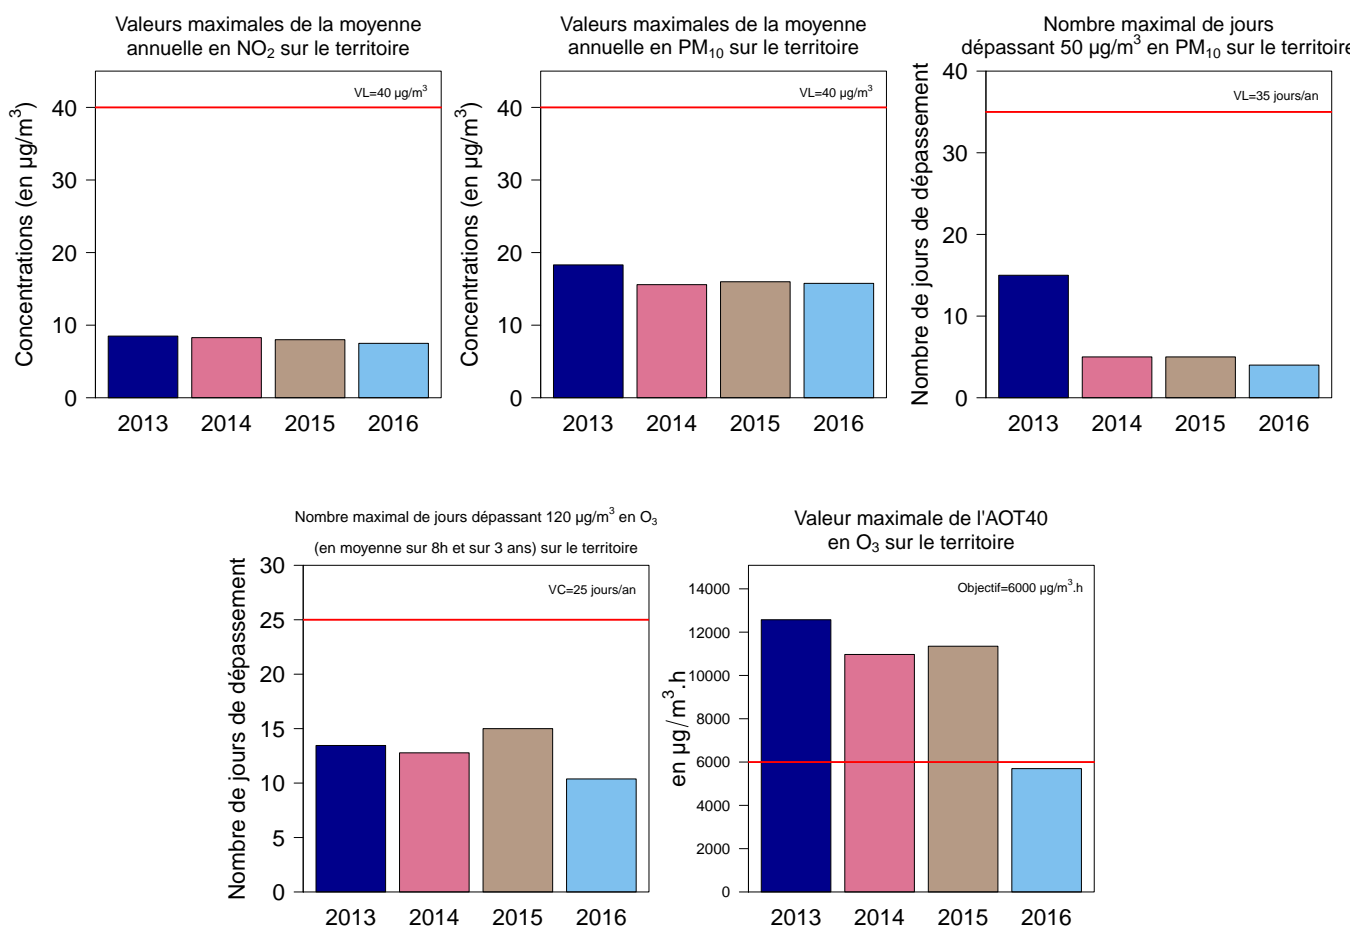 Valeurs maximales de la moyenne
annuelle en NO₂ sur le territoire
VL=40 µg/m³
Concentrations (en µg/m³)
40
30
20
10
0
2013 2014 2015 2016
Valeurs maximales de la moyenne
annuelle en PM₁₀ sur le territoire
VL=40 µg/m³
Concentrations (en µg/m³)
40
30
20
10
0
2013 2014 2015 2016
Nombre maximal de jours
dépassant 50 µg/m³ en PM₁₀ sur le territoire
VL=35 jours/an
Nombre de jours de dépassement
40
30
20
10
0
2013 2014 2015 2016
Nombre maximal de jours dépassant 120 µg/m³ en O₃
(en moyenne sur 8h et sur 3 ans) sur le territoire
VC=25 jours/an
Nombre de jours de dépassement
30
25
20
15
10
5
0
2013 2014 2015 2016
Valeur maximale de l'AOT40
en O₃ sur le territoire
Objectif=6000 µg/m³.h
en µg/m³.h
14000
12000
10000
8000
6000
4000
2000
0
2013 2014 2015 2016